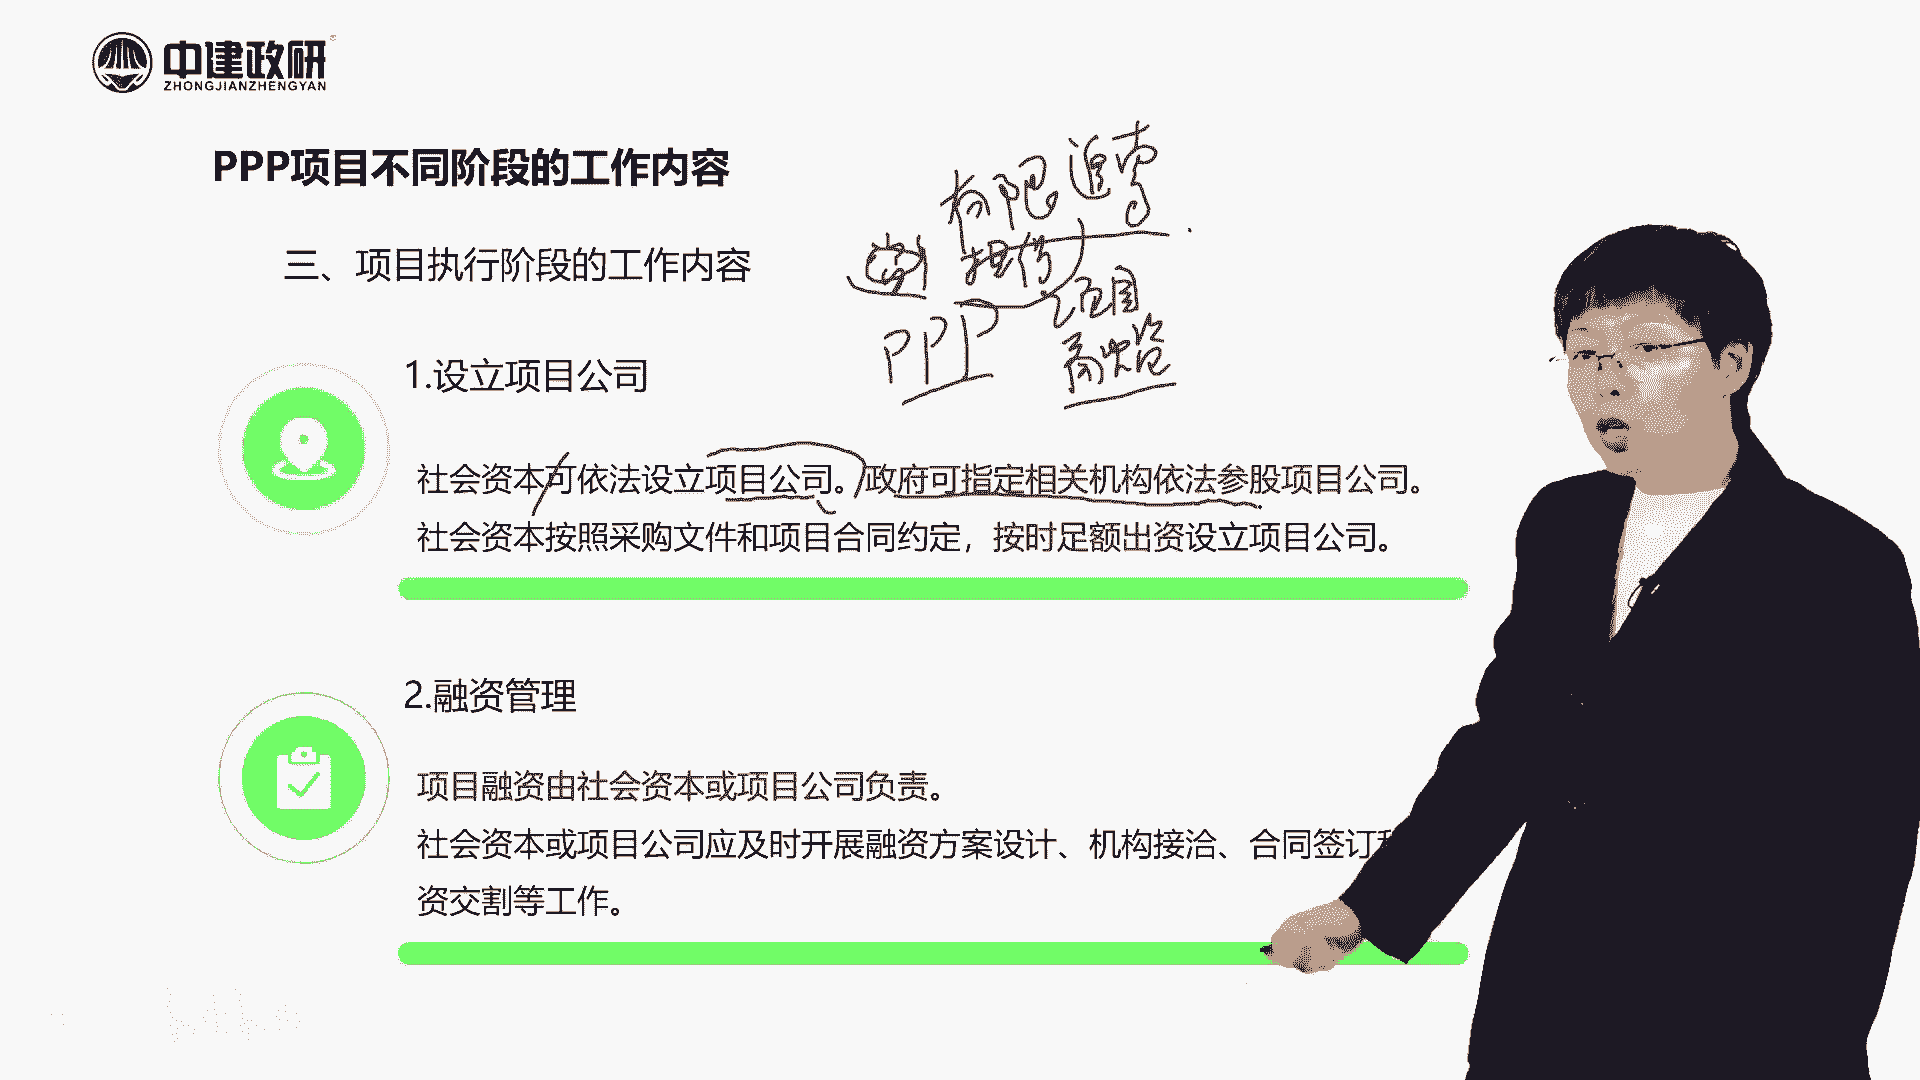 中建政研
ZHONGJIANZHENGYAN
PPP项目不同阶段的工作内容
有限追索
担保
PPP
项目
融资
三、项目执行阶段的工作内容
1.设立项目公司
社会资本可依法设立项目公司。政府可指定相关机构依法参股项目公司。
社会资本按照采购文件和项目合同约定，按时足额出资设立项目公司。
2.融资管理
项目融资由社会资本或项目公司负责。
社会资本或项目公司应及时开展融资方案设计、机构接洽、合同签订
资交割等工作。